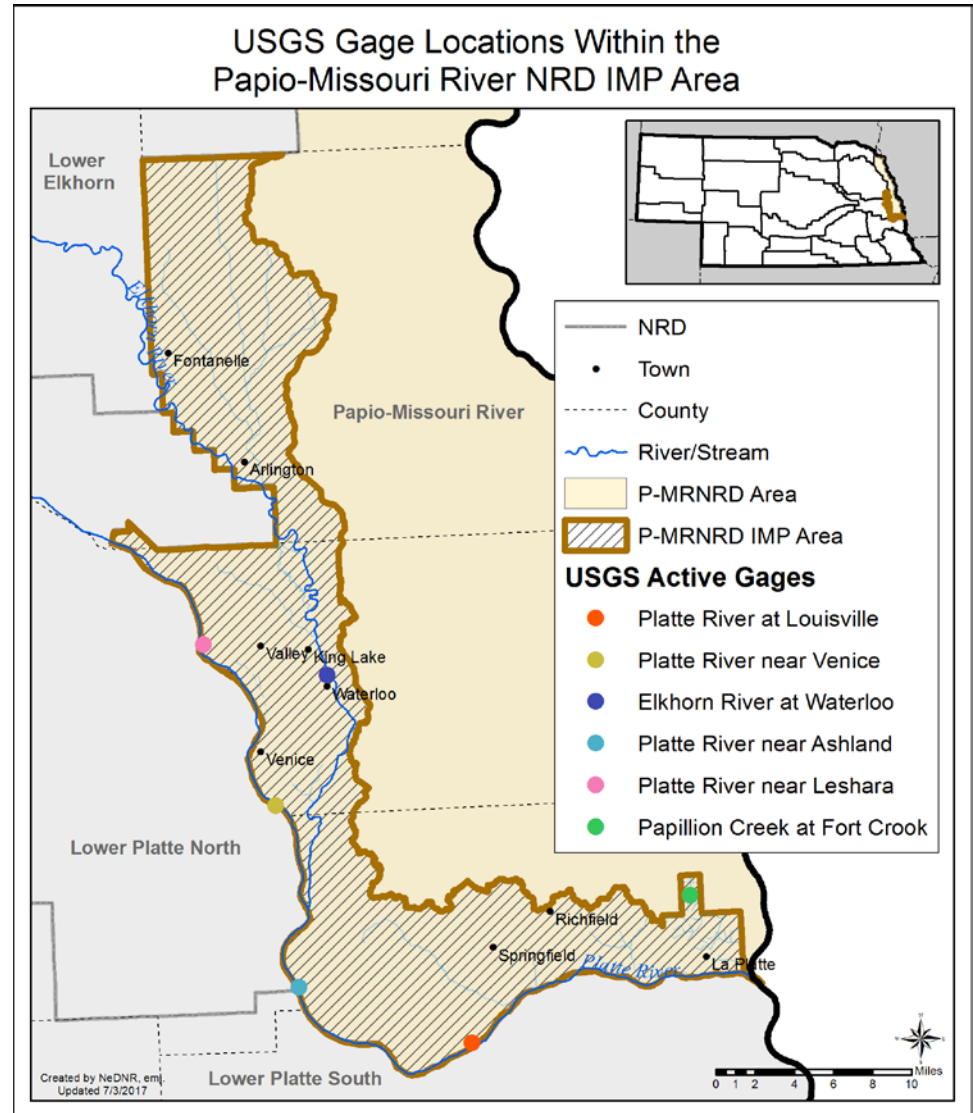 USGS Gage Locations Within the
Papio-Missouri River NRD IMP Area
Lower
Elkhorn
Elkhorn River
Fontanelle
Papio-Missouri River
Arlington
Valley
King Lake
Waterloo
Venice
Lower Platte North
Richfield
Springfield
Platte River
La Platte
Lower Platte South
NRD
Town
County
River/Stream
P-MRNRD Area
P-MRNRD IMP Area
USGS Active Gages
Platte River at Louisville
Platte River near Venice
Elkhorn River at Waterloo
Platte River near Ashland
Platte River near Leshara
Papillion Creek at Fort Crook
Created by NeDNR, emj.
Updated 7/3/2017
Miles
0 1 2 4 6 8 10